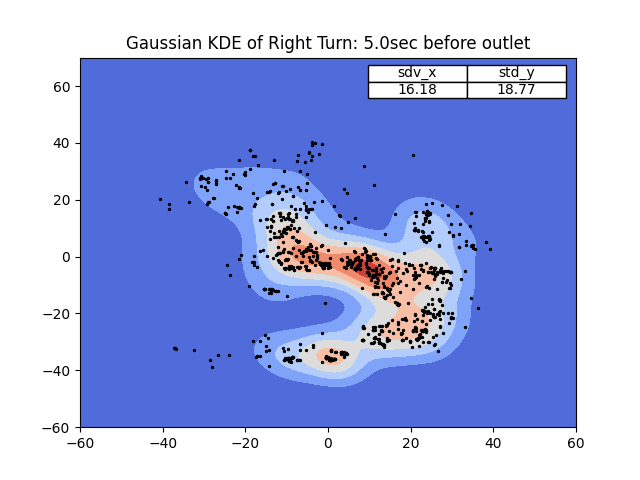 Gaussian KDE of Right Turn: 5.0sec before outlet
sdv_x std_y
16.18 18.77
60
40
20
0
−20
−40
−60
−60 −40 −20 0 20 40 60